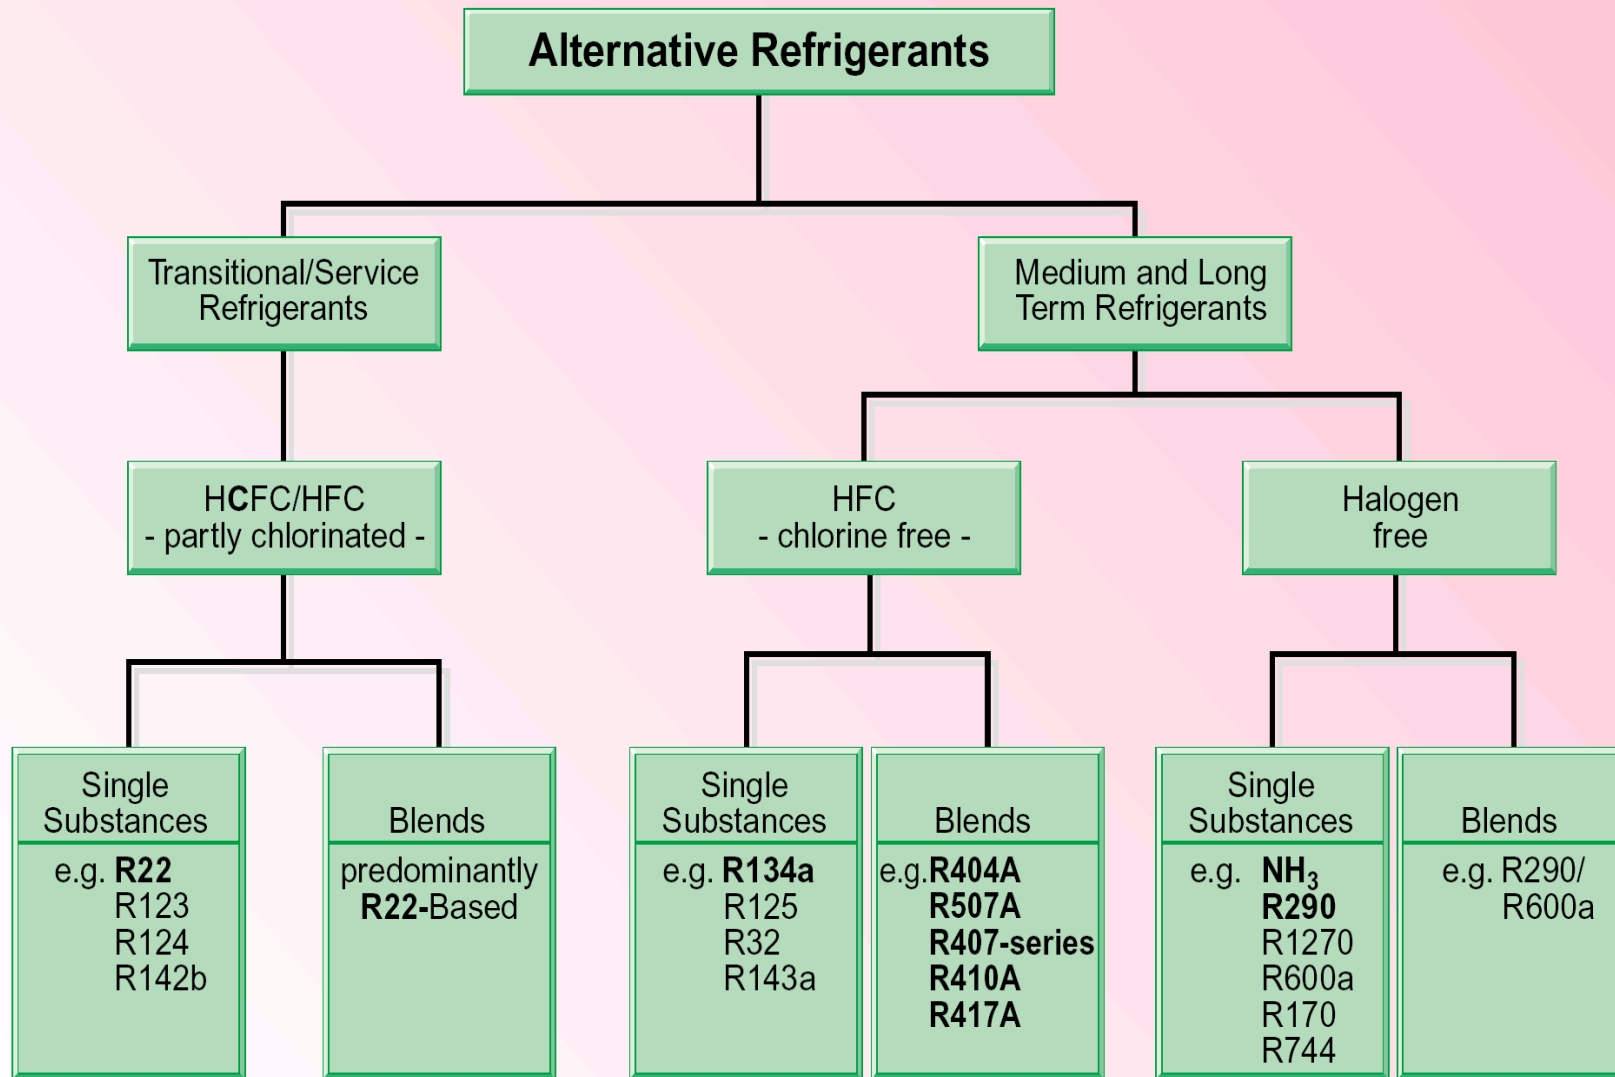 Alternative Refrigerants
Transitional/Service
Refrigerants
Medium and Long
Term Refrigerants
HCFC/HFC
- partly chlorinated -
HFC
- chlorine free -
Halogen
free
Single
Substances
e.g. R22
R123
R124
R142b
Blends
predominantly
R22-Based
Single
Substances
e.g. R134a
R125
R32
R143a
Blends
e.g.R404A
R507A
R407-series
R410A
R417A
Single
Substances
e.g. NH₃
R290
R1270
R600a
R170
R744
Blends
e.g. R290/
R600a